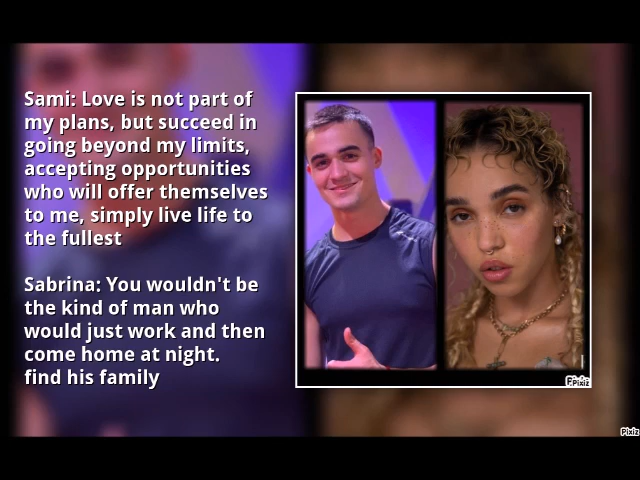 Sami: Love is not part of
my plans, but succeed in
going beyond my limits,
accepting opportunities
who will offer themselves
to me, simply live life to
the fullest
Sabrina: You wouldn't be
the kind of man who
would just work and then
come home at night.
find his family
Pixiz
Pixiz